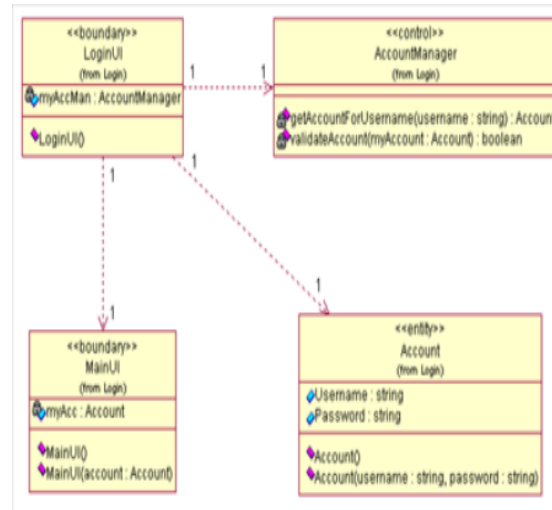 <<boundary>>
LoginUI
(from Login)
myAccMan : AccountManager
LoginUI()
<<control>>
AccountManager
(from Login)
getAccountForUsername(username : string) : Account
validateAccount(myAccount : Account) : boolean
1
1
1
1
1
1
<<boundary>>
MainUI
(from Login)
myAcc : Account
MainUI()
MainUI(account : Account)
<<entity>>
Account
(from Login)
Username : string
Password : string
Account()
Account(username : string, password : string)